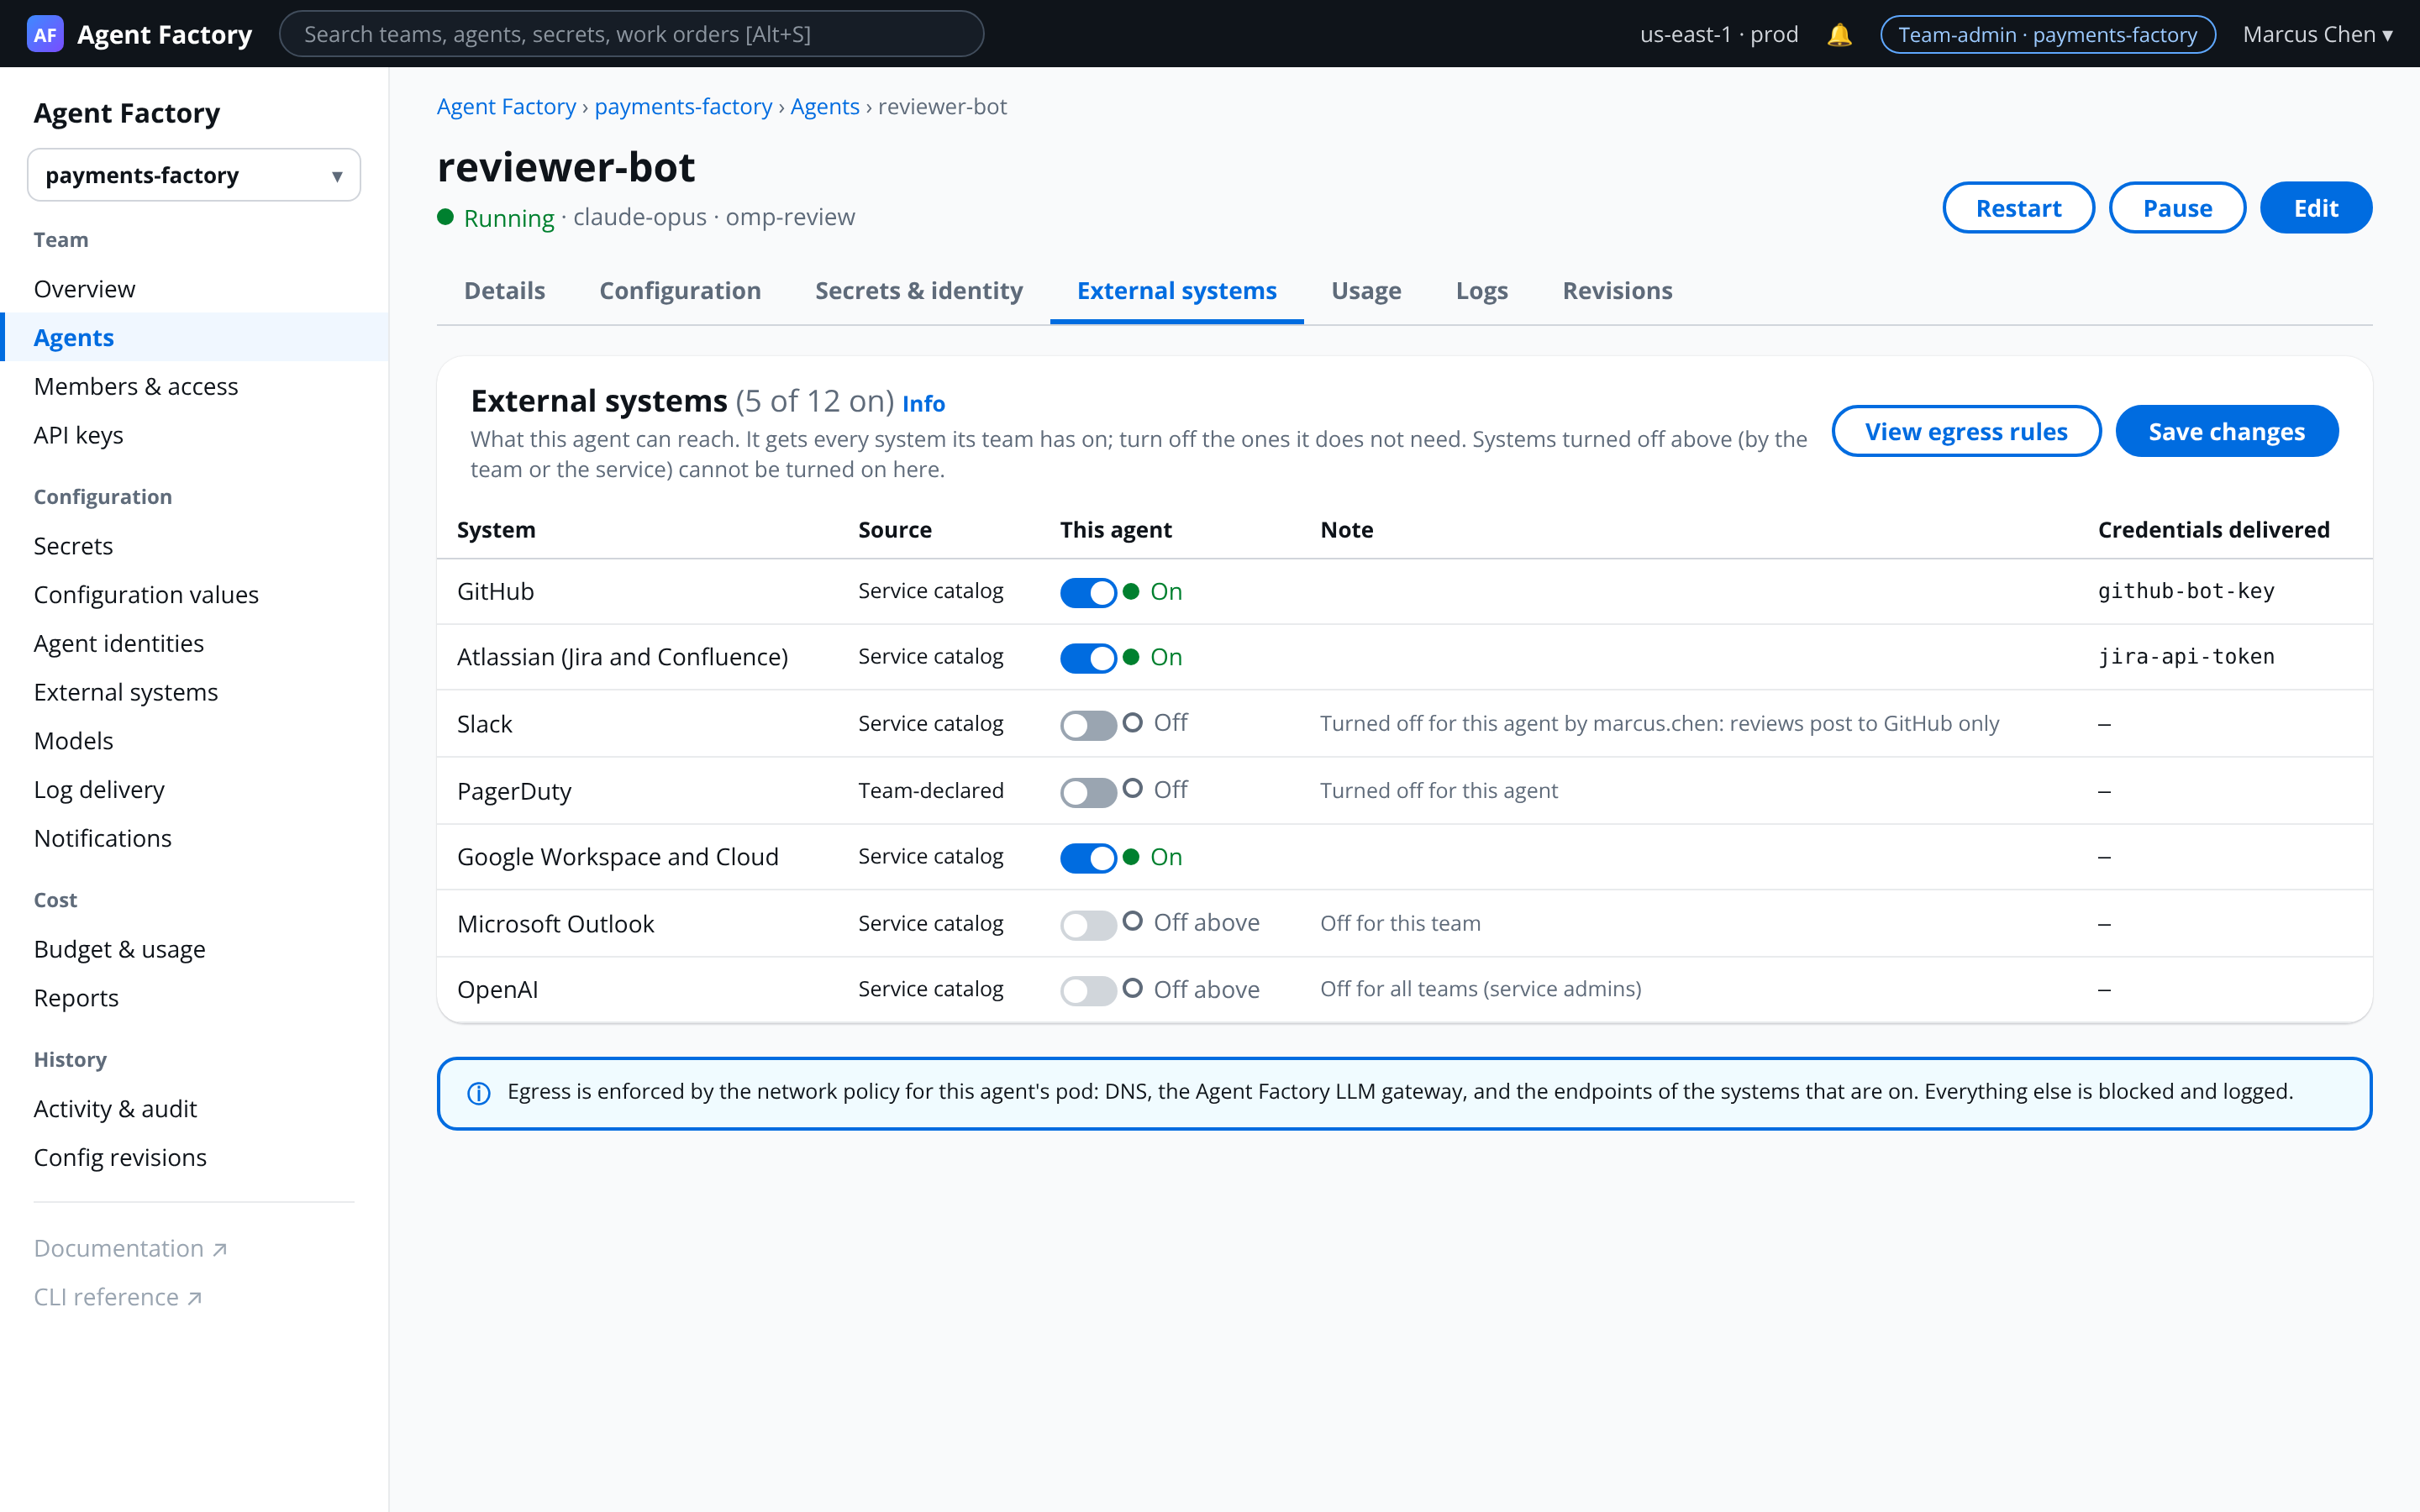 AF Agent Factory Search teams, agents, secrets, work orders [Alt+S] us-east-1 · prod Team-admin · payments-factory Marcus Chen ▾
Agent Factory
payments-factory ▾
Team
Overview
Agents
Members & access
API keys
Configuration
Secrets
Configuration values
Agent identities
External systems
Models
Log delivery
Notifications
Cost
Budget & usage
Reports
History
Activity & audit
Config revisions
Documentation ↗
CLI reference ↗
Agent Factory › payments-factory › Agents › reviewer-bot
reviewer-bot
Running · claude-opus · omp-review
Restart Pause Edit
Details Configuration Secrets & identity External systems Usage Logs Revisions
External systems (5 of 12 on) Info
What this agent can reach. It gets every system its team has on; turn off the ones it does not need. Systems turned off above (by the
team or the service) cannot be turned on here.
View egress rules Save changes
System Source This agent Note Credentials delivered
GitHub Service catalog On github-bot-key
Atlassian (Jira and Confluence) Service catalog On jira-api-token
Slack Service catalog Off Turned off for this agent by marcus.chen: reviews post to GitHub only –
PagerDuty Team-declared Off Turned off for this agent –
Google Workspace and Cloud Service catalog On –
Microsoft Outlook Service catalog Off above Off for this team –
OpenAI Service catalog Off above Off for all teams (service admins) –
Egress is enforced by the network policy for this agent's pod: DNS, the Agent Factory LLM gateway, and the endpoints of the systems that are on. Everything else is blocked and logged.